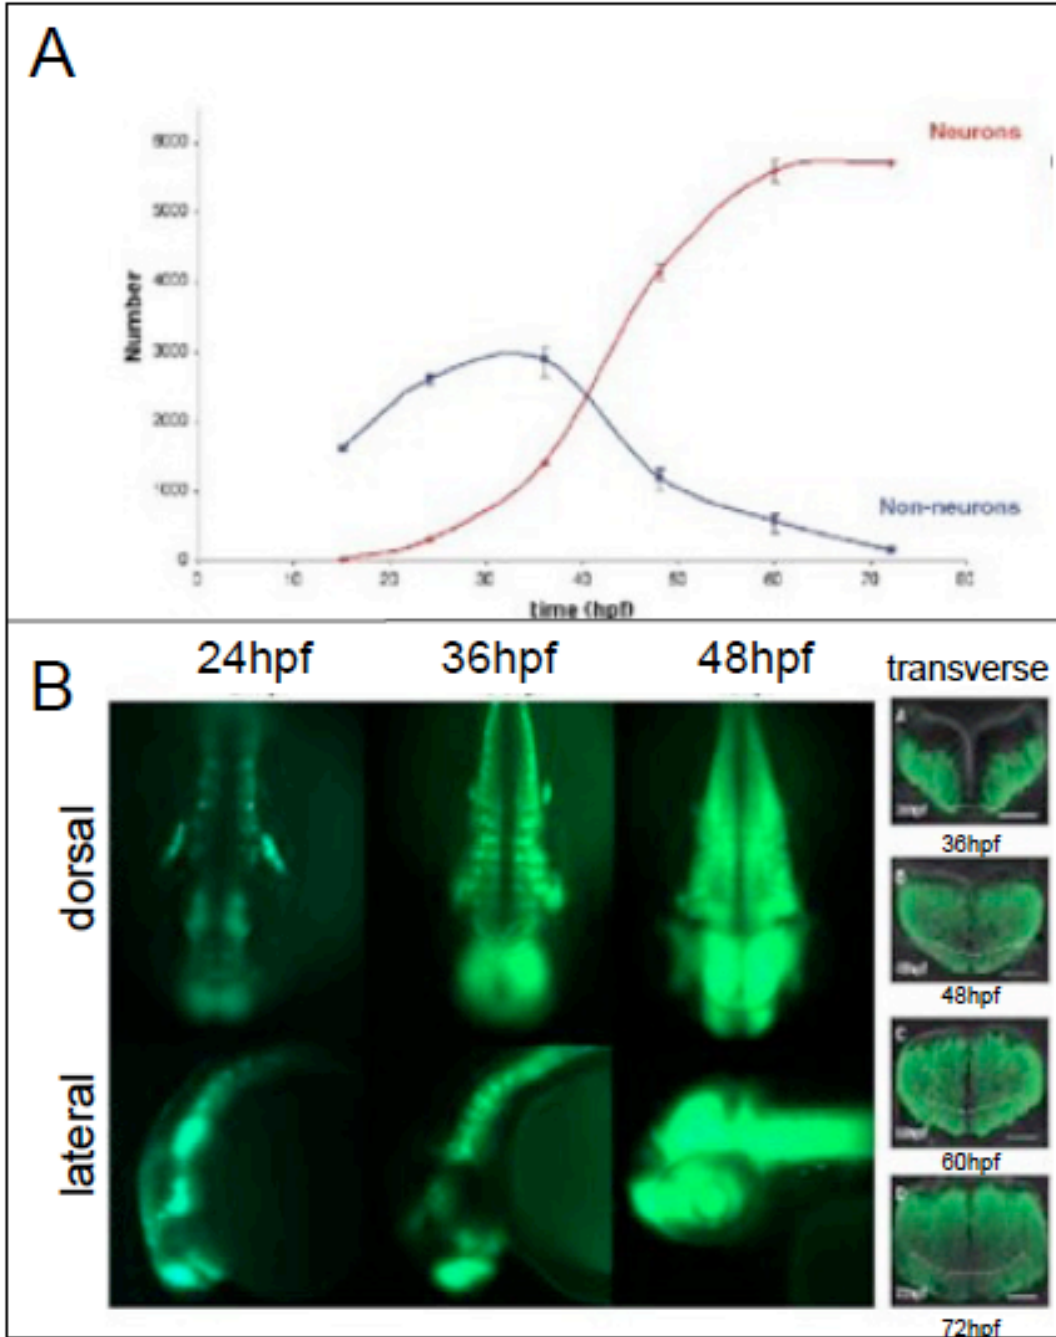 A
Neurons
6000
5000
4000
3000
2000
1000
0
Number
Non-neurons
0 10 20 30 40 50 60 70 80
time (hpf)
B
24hpf 36hpf 48hpf
transverse
dorsal
lateral
36hpf
48hpf
C
60hpf
72hpf